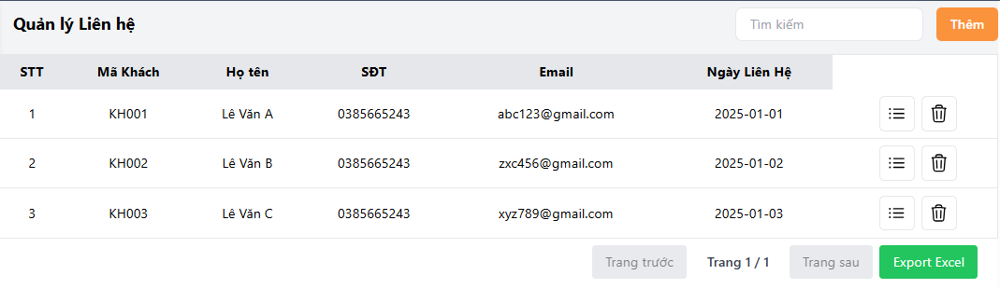 Quản lý Liên hệ Tìm kiếm Thêm
STT Mã Khách Họ tên SĐT Email Ngày Liên Hệ
1 KH001 Lê Văn A 0385665243 abc123@gmail.com 2025-01-01
2 KH002 Lê Văn B 0385665243 zxc456@gmail.com 2025-01-02
3 KH003 Lê Văn C 0385665243 xyz789@gmail.com 2025-01-03
Trang trước Trang 1 / 1 Trang sau Export Excel